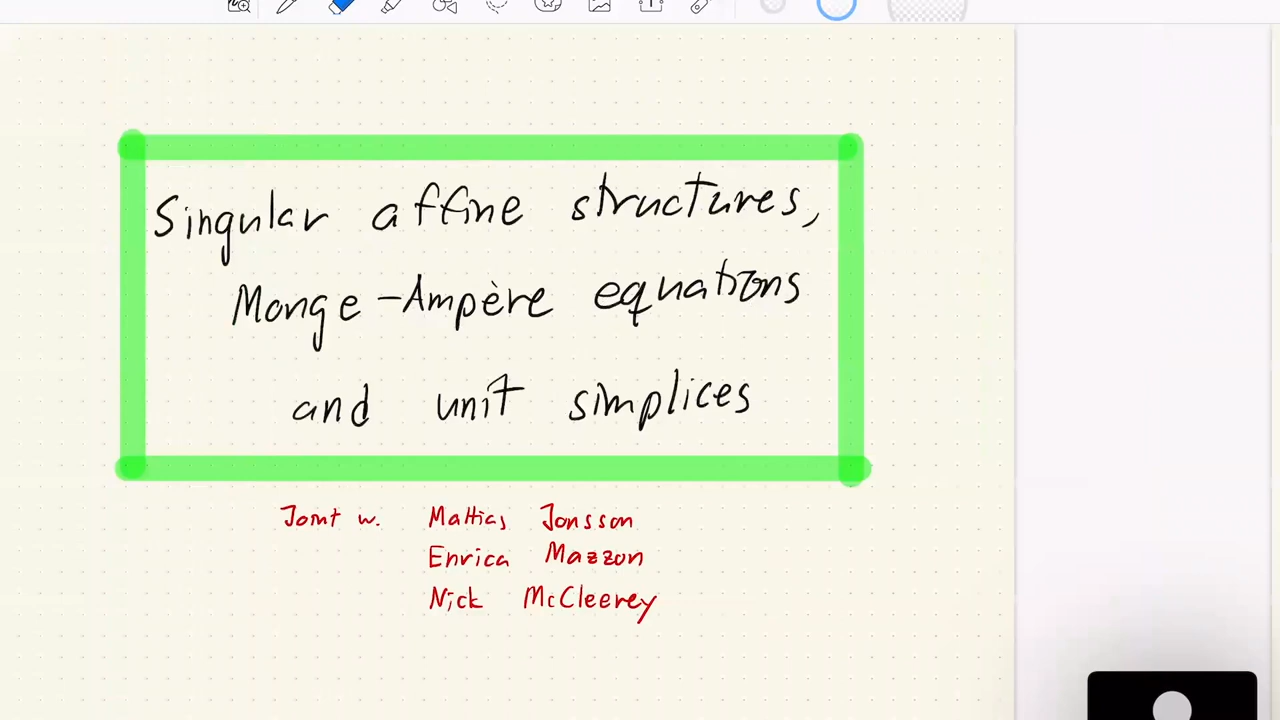 Singular affine structures,
Monge-Ampère equations
and unit simplices
Joint w. Mattias Jonsson
Enrica Mazzon
Nick McCleerey